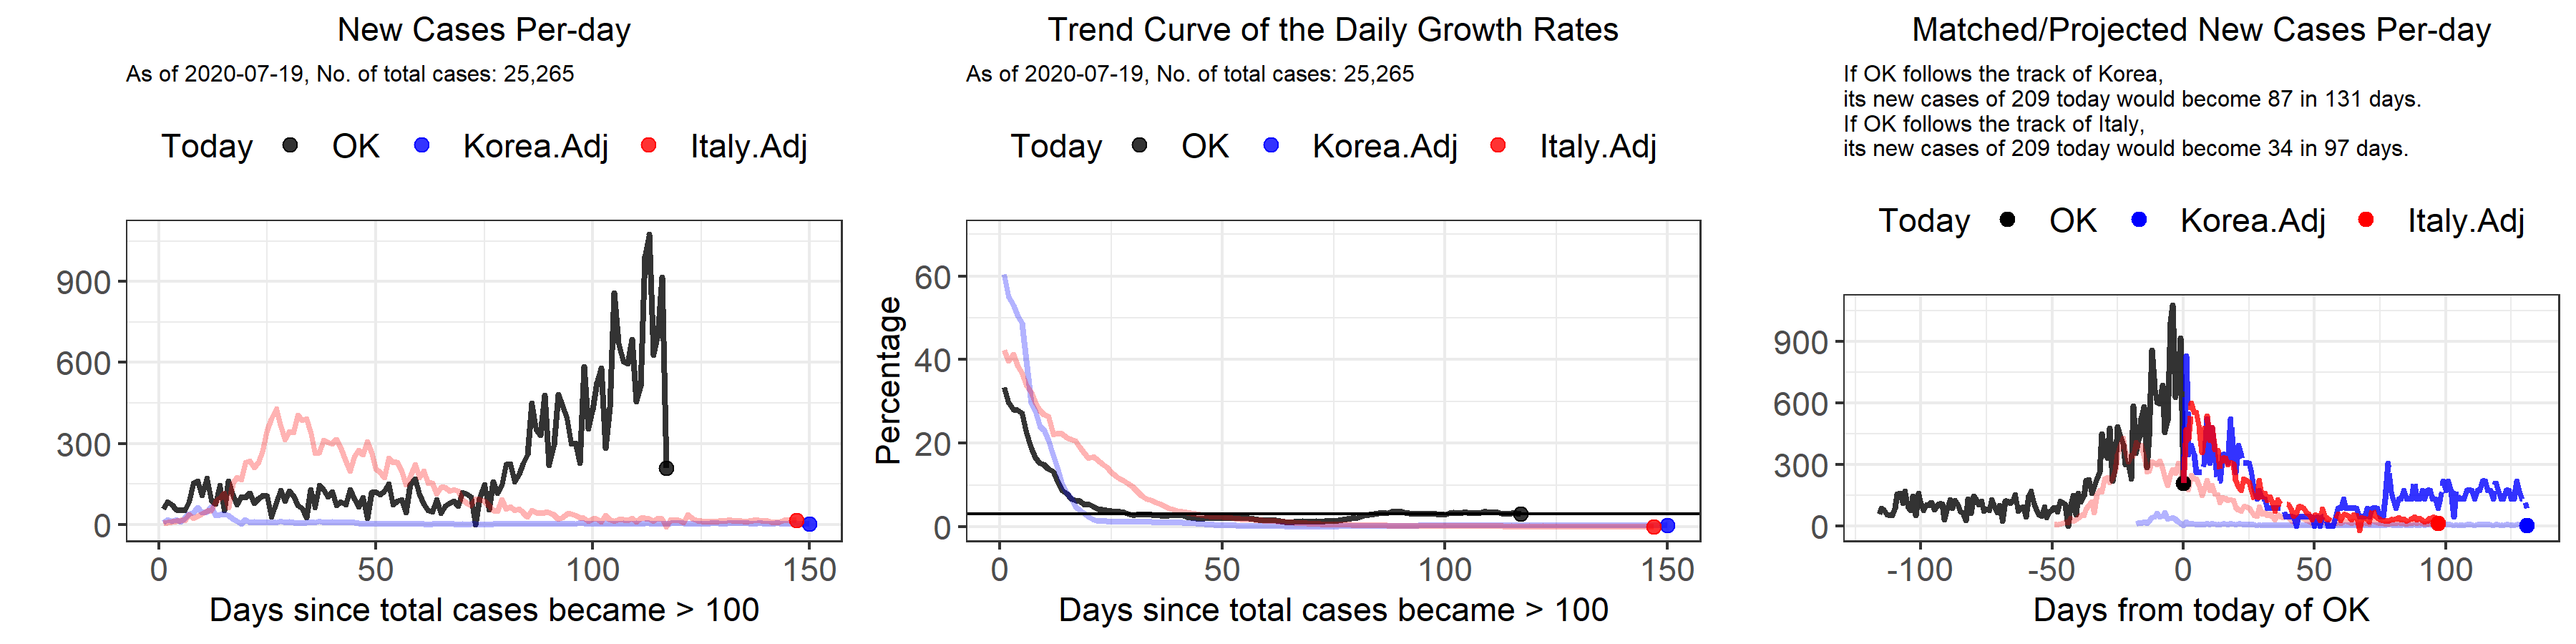 New Cases Per-day
As of 2020-07-19, No. of total cases: 25,265
Today OK Korea.Adj Italy.Adj
900
600
300
0
0 50 100 150
Days since total cases became > 100
Trend Curve of the Daily Growth Rates
As of 2020-07-19, No. of total cases: 25,265
Today OK Korea.Adj Italy.Adj
Percentage
60
40
20
0
0 50 100 150
Days since total cases became > 100
Matched/Projected New Cases Per-day
If OK follows the track of Korea,
its new cases of 209 today would become 87 in 131 days.
If OK follows the track of Italy,
its new cases of 209 today would become 34 in 97 days.
Today OK Korea.Adj Italy.Adj
900
600
300
0
-100 -50 0 50 100
Days from today of OK